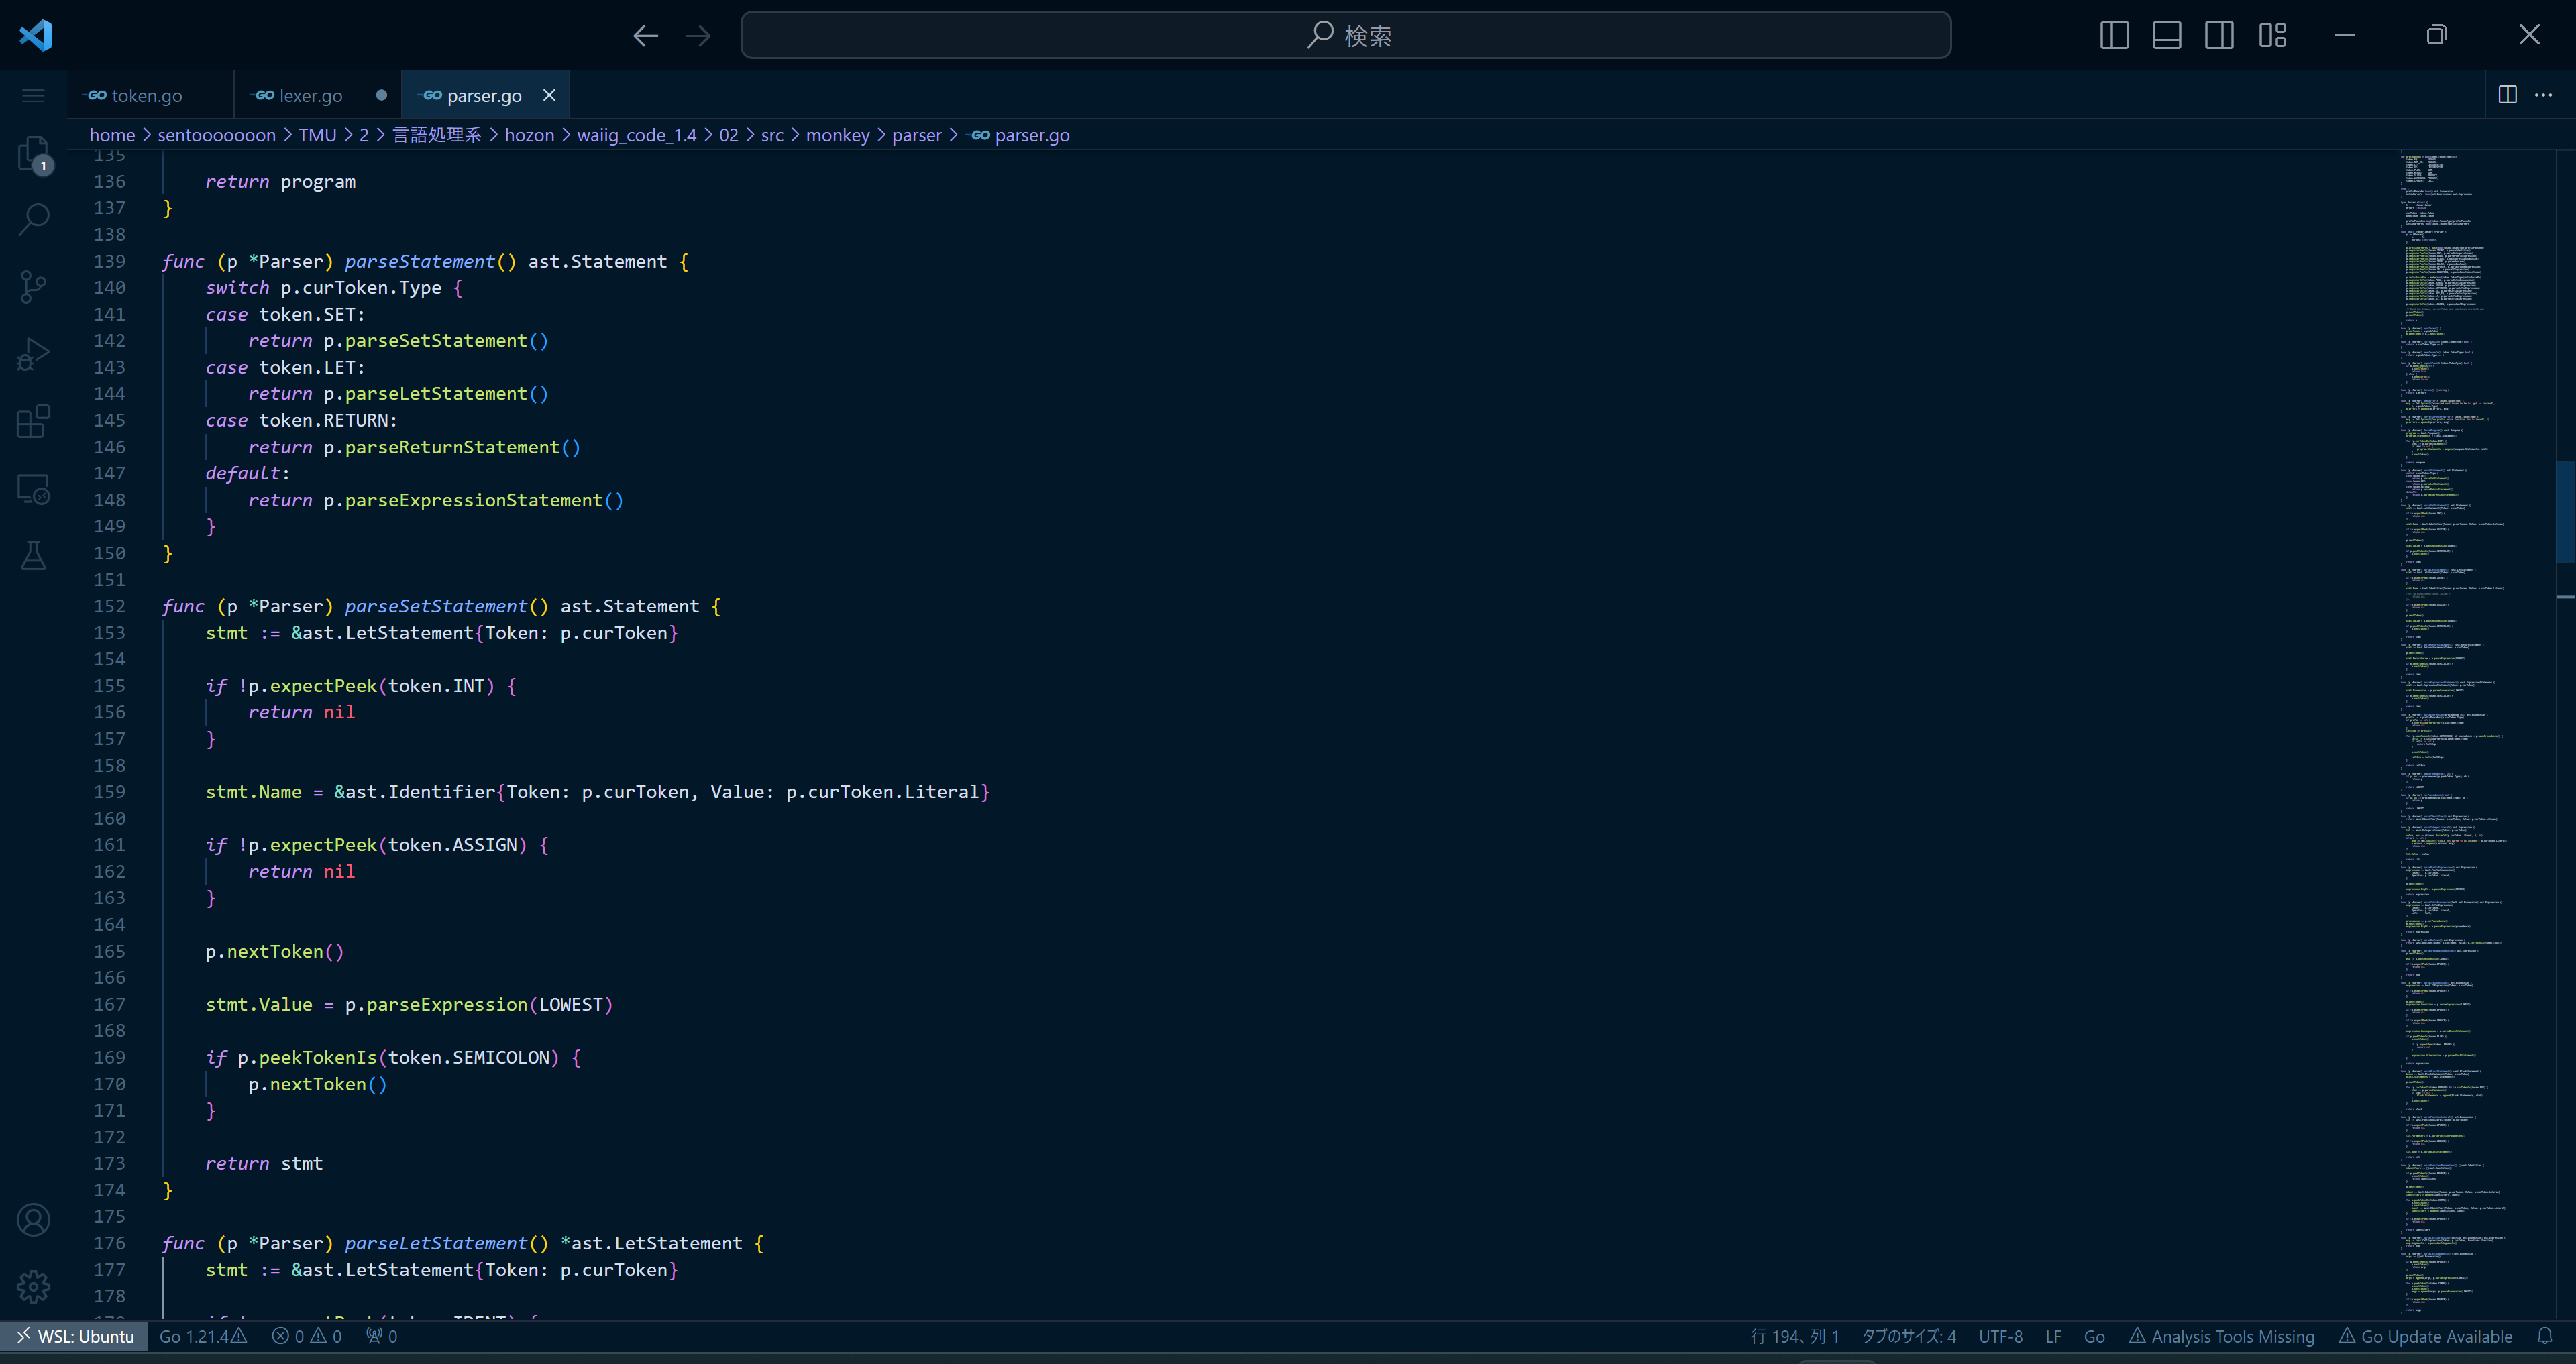 検索
token.go
lexer.go
parser.go
home > sentooooooon > TMU > 2 > 言語処理系 > hozon > waiig_code_1.4 > 02 > src > monkey > parser > parser.go
1
135
136 return program
137 }
138
139 func (p *Parser) parseStatement() ast.Statement {
140 switch p.curToken.Type {
141 case token.SET:
142 return p.parseSetStatement()
143 case token.LET:
144 return p.parseLetStatement()
145 case token.RETURN:
146 return p.parseReturnStatement()
147 default:
148 return p.parseExpressionStatement()
149 }
150 }
151
152 func (p *Parser) parseSetStatement() ast.Statement {
153 stmt := &ast.LetStatement{Token: p.curToken}
154
155 if !p.expectPeek(token.INT) {
156 return nil
157 }
158
159 stmt.Name = &ast.Identifier{Token: p.curToken, Value: p.curToken.Literal}
160
161 if !p.expectPeek(token.ASSIGN) {
162 return nil
163 }
164
165 p.nextToken()
166
167 stmt.Value = p.parseExpression(LOWEST)
168
169 if p.peekTokenIs(token.SEMICOLON) {
170 p.nextToken()
171 }
172
173 return stmt
174 }
175
176 func (p *Parser) parseLetStatement() *ast.LetStatement {
177 stmt := &ast.LetStatement{Token: p.curToken}
178
WSL: Ubuntu Go 1.21.4 0 0 0 行 194、列 1 タブのサイズ: 4 UTF-8 LF Go Analysis Tools Missing Go Update Available